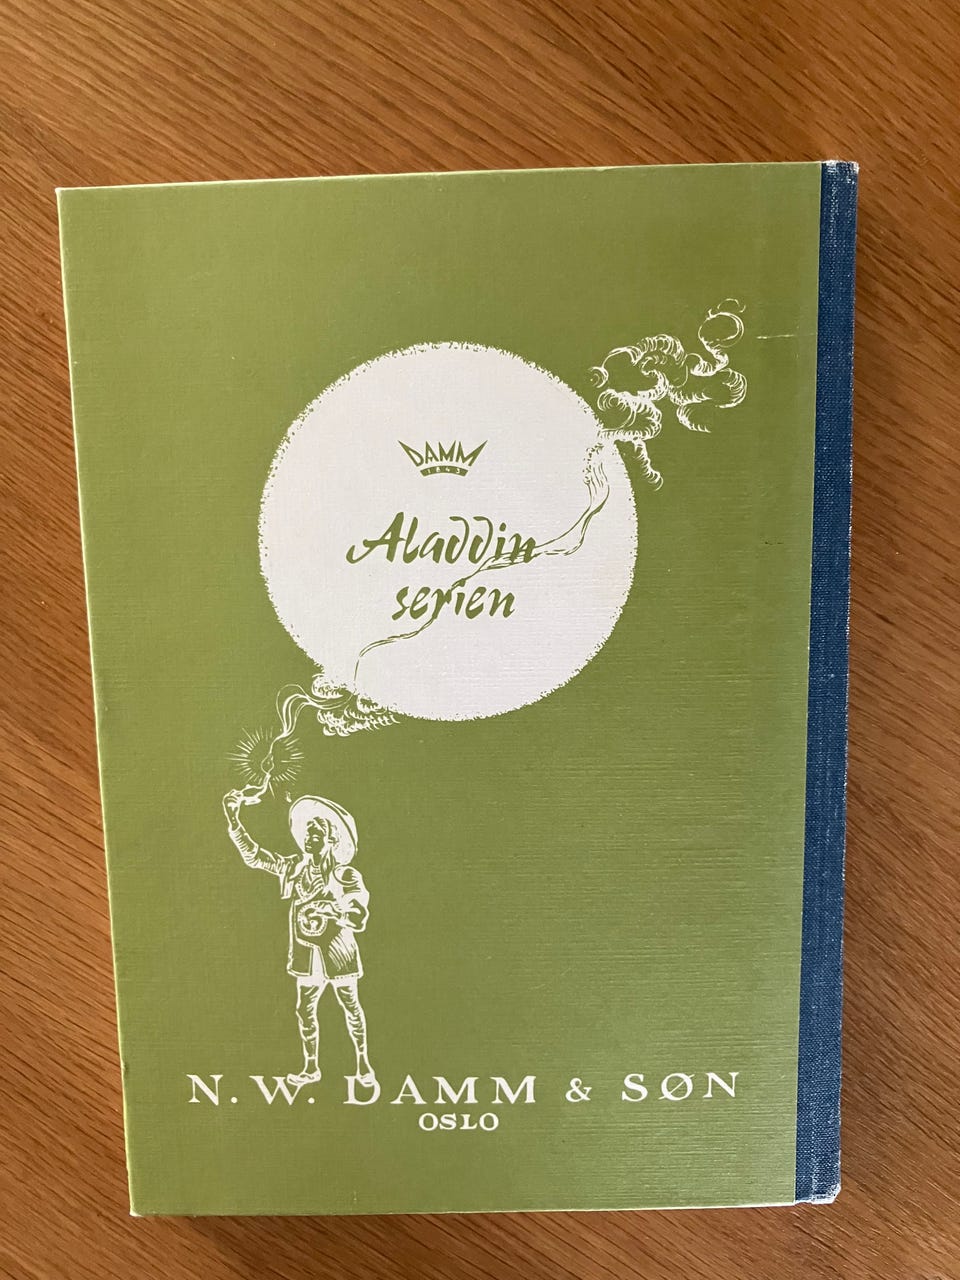 DAMM
1843
Aladdin
serien
N. W. DAMM & SØN
OSLO